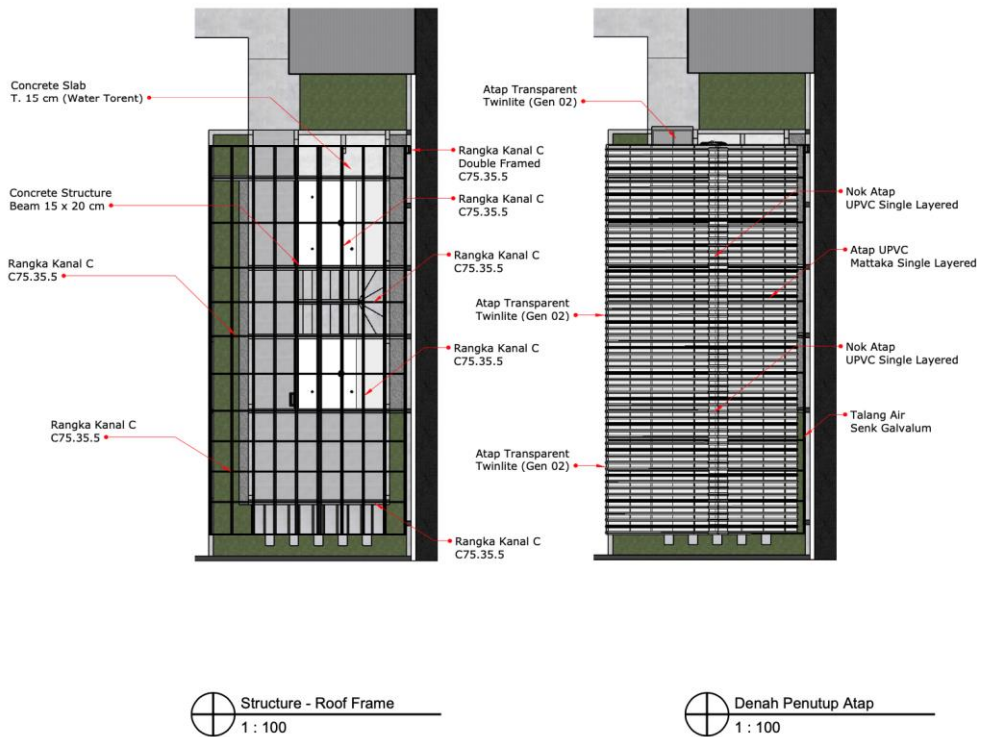 Concrete Slab
T. 15 cm (Water Torent)
Concrete Structure
Beam 15 x 20 cm
Rangka Kanal C
C75.35.5
Rangka Kanal C
C75.35.5
Rangka Kanal C
Double Framed
C75.35.5
Rangka Kanal C
C75.35.5
Rangka Kanal C
C75.35.5
Rangka Kanal C
C75.35.5
Rangka Kanal C
C75.35.5
Atap Transparent
Twinlite (Gen 02)
Atap Transparent
Twinlite (Gen 02)
Atap Transparent
Twinlite (Gen 02)
Nok Atap
UPVC Single Layered
Atap UPVC
Mattaka Single Layered
Nok Atap
UPVC Single Layered
Talang Air
Senk Galvalum
Structure - Roof Frame
1 : 100
Denah Penutup Atap
1 : 100